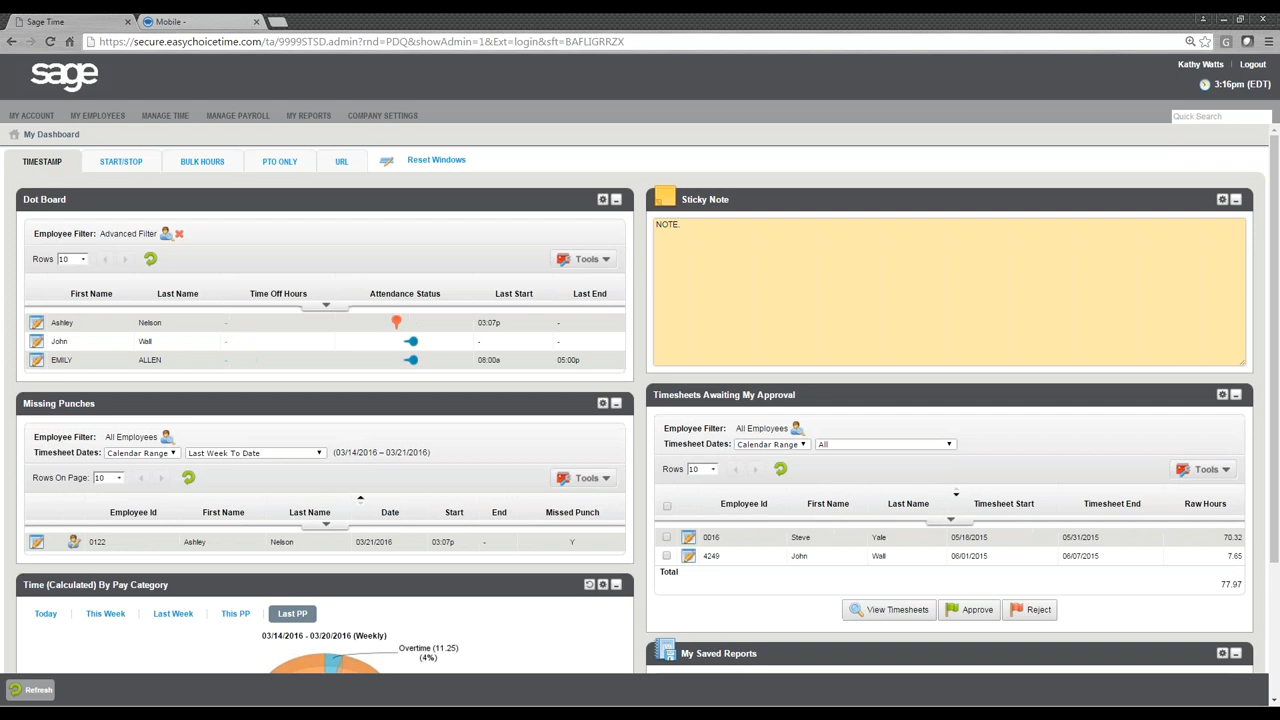 Sage Time
Mobile -
https://secure.easychoicetime.com/ta/9999STSD.admin?rnd=PDQ&showAdmin=1&Ext=login&sft=BAFLIGRRZX
sage
Kathy Watts
Logout
3:16pm (EDT)
MY ACCOUNT MY EMPLOYEES MANAGE TIME MANAGE PAYROLL MY REPORTS COMPANY SETTINGS
Quick Search
My Dashboard
TIMESTAMP START/STOP BULK HOURS PTO ONLY URL Reset Windows
Dot Board
Employee Filter: Advanced Filter
Rows 10 Tools
First Name Last Name Time Off Hours Attendance Status Last Start Last End
Ashley Nelson - 03:07p -
John Wall - - -
EMILY ALLEN - 08:00a 05:00p
Missing Punches
Employee Filter: All Employees
Timesheet Dates: Calendar Range Last Week To Date (03/14/2016 – 03/21/2016)
Rows On Page: 10 Tools
Employee Id First Name Last Name Date Start End Missed Punch
0122 Ashley Nelson 03/21/2016 03:07p - Y
Time (Calculated) By Pay Category
Today This Week Last Week This PP Last PP
03/14/2016 - 03/20/2016 (Weekly)
Overtime (11.25)
(4%)
Sticky Note
NOTE.
Timesheets Awaiting My Approval
Employee Filter: All Employees
Timesheet Dates: Calendar Range All
Rows 10 Tools
Employee Id First Name Last Name Timesheet Start Timesheet End Raw Hours
0016 Steve Yale 05/18/2015 05/31/2015 70.32
4249 John Wall 06/01/2015 06/07/2015 7.65
Total
77.97
View Timesheets Approve Reject
My Saved Reports
Refresh